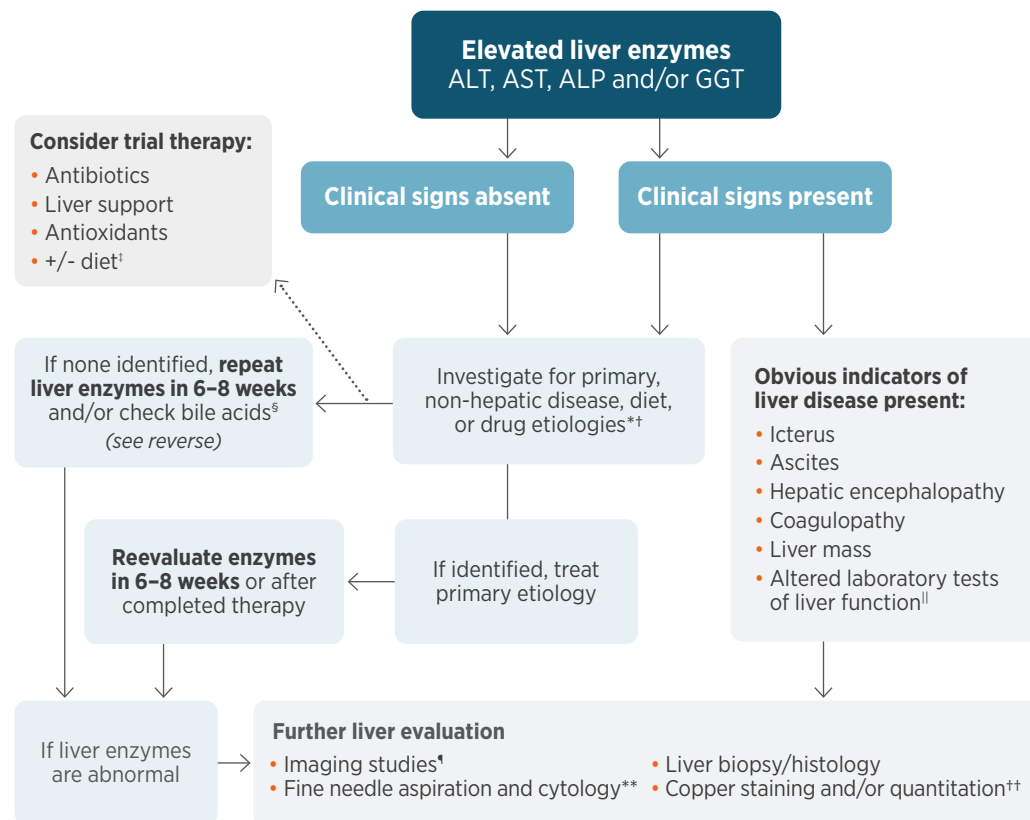 Elevated liver enzymes
ALT, AST, ALP and/or GGT
Consider trial therapy:
• Antibiotics
• Liver support
• Antioxidants
• +/- diet‡
Clinical signs absent
Clinical signs present
If none identified, repeat
liver enzymes in 6–8 weeks
and/or check bile acids§
(see reverse)
Investigate for primary,
non-hepatic disease, diet,
or drug etiologies*†
Obvious indicators of
liver disease present:
• Icterus
• Ascites
• Hepatic encephalopathy
• Coagulopathy
• Liver mass
• Altered laboratory tests
of liver function||
Reevaluate enzymes
in 6–8 weeks or after
completed therapy
If identified, treat
primary etiology
If liver enzymes
are abnormal
Further liver evaluation
• Imaging studies¶
• Fine needle aspiration and cytology**
• Liver biopsy/histology
• Copper staining and/or quantitation††